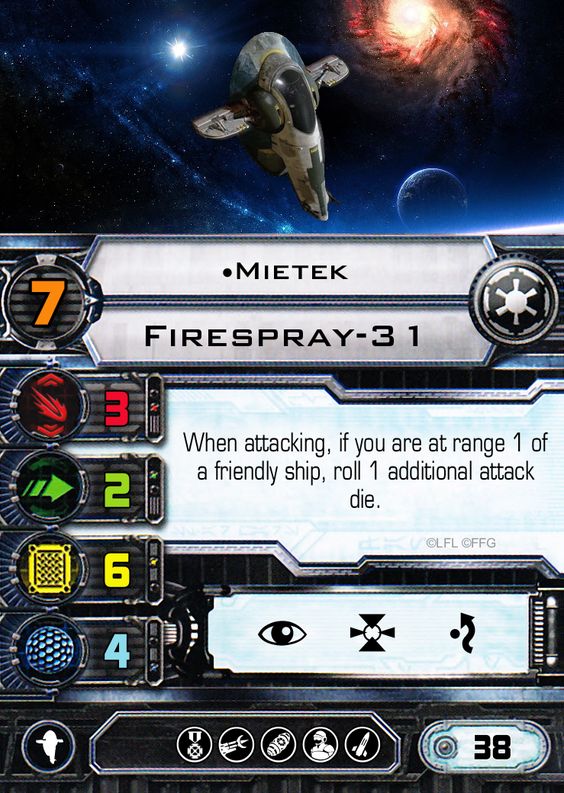 •Mietek
7
Firespray-31
3
When attacking, if you are at range 1 of
a friendly ship, roll 1 additional attack
die.
2
©LFL ©FFG
6
4
38